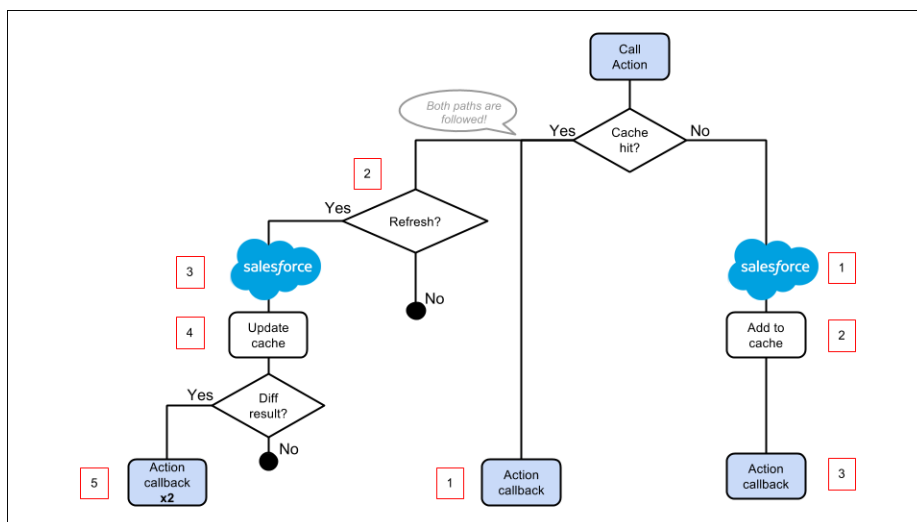 Call
Action
Both paths are
followed!
Yes
Cache
hit?
No
2
Yes
Refresh?
3
salesforce
No
salesforce
1
4
Update
cache
Add to
cache
2
Yes
Diff
result?
No
5
Action
callback
x2
1
Action
callback
Action
callback
3